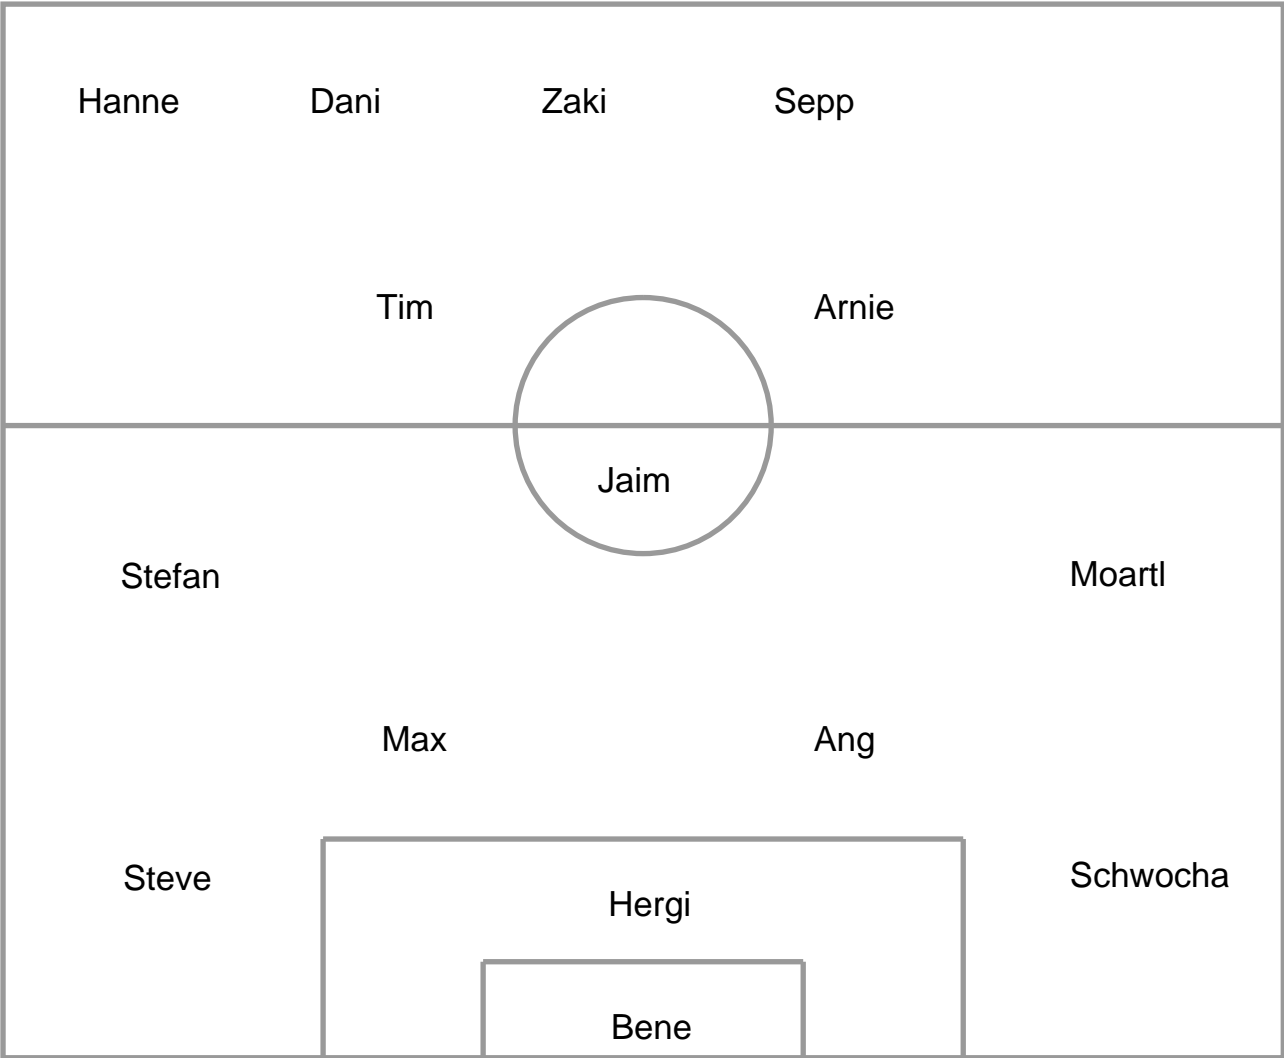 Hanne Dani Zaki Sepp
Tim Arnie
Jaim
Stefan Moartl
Max Ang
Steve Schwocha
Hergi
Bene